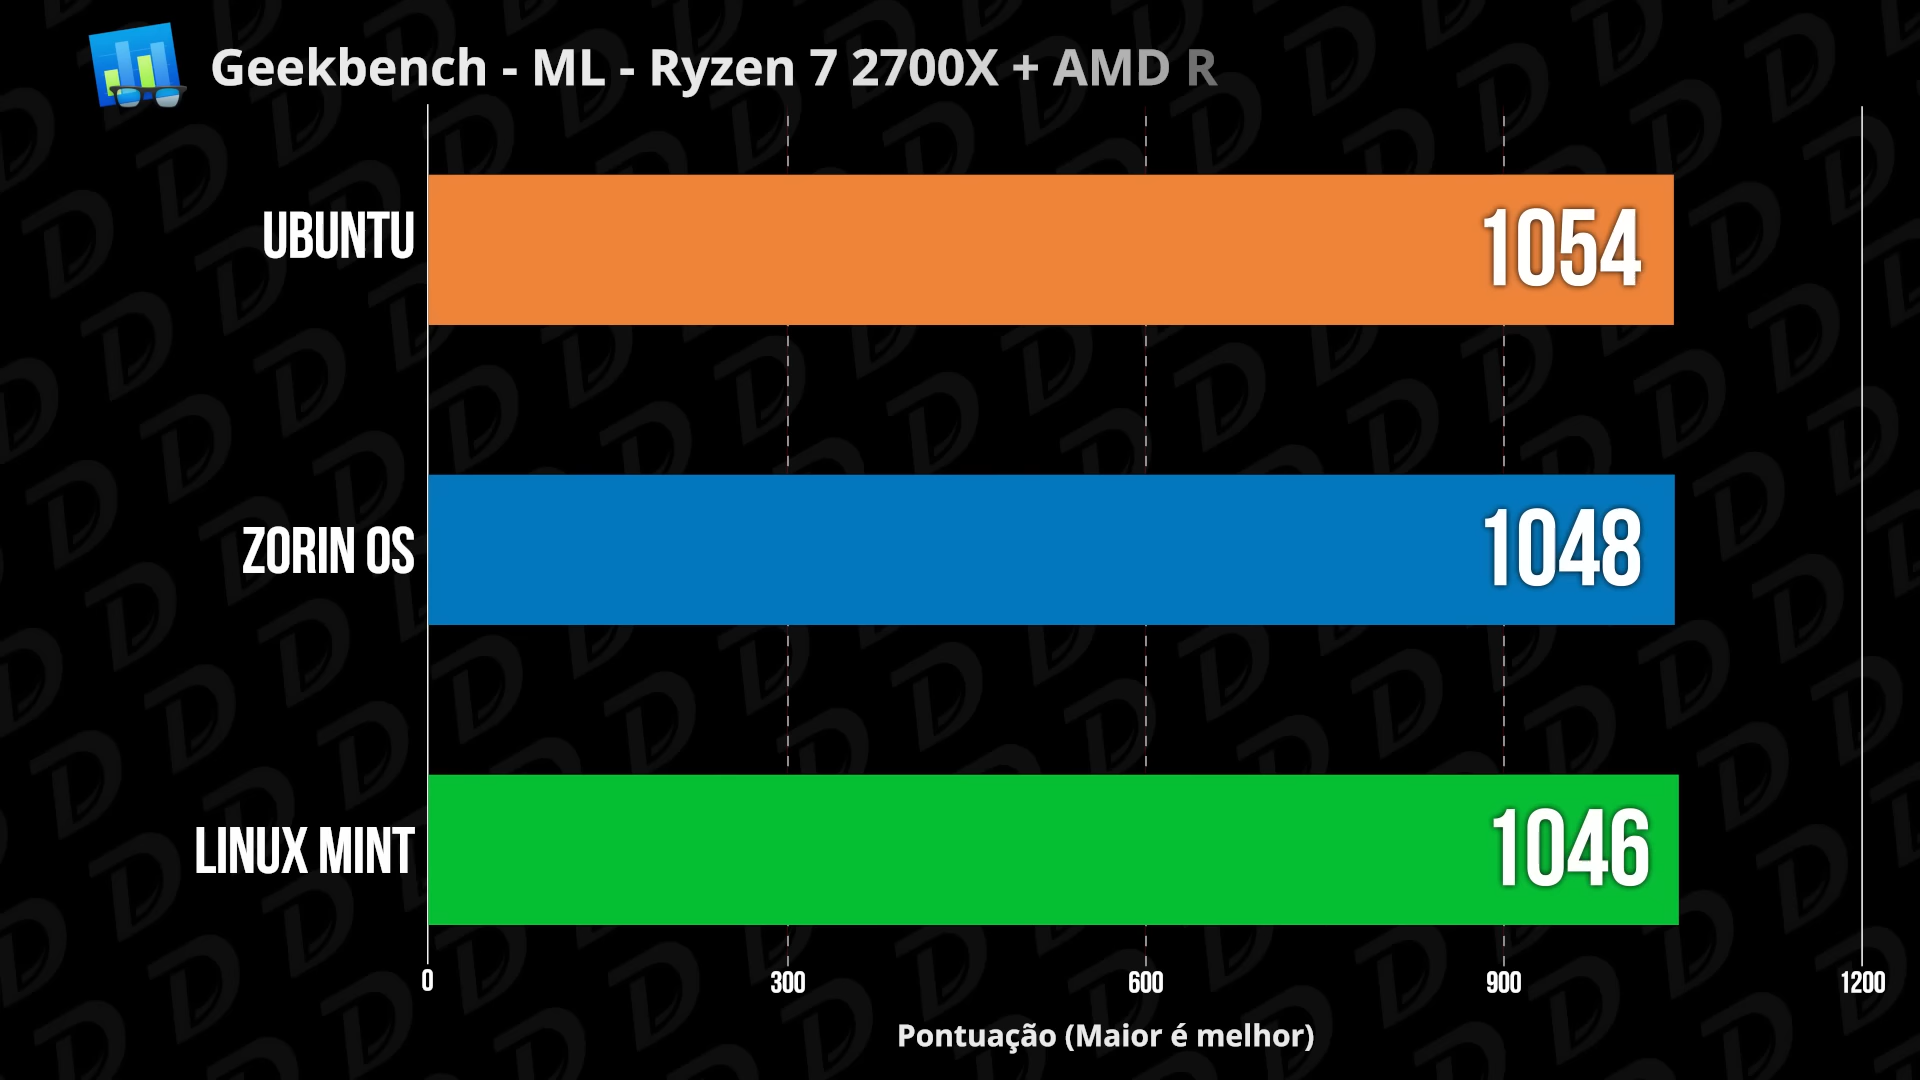 Geekbench - ML - Ryzen 7 2700X + AMD R
UBUNTU
1054
ZORIN OS
1048
LINUX MINT
1046
0
300
600
900
1200
Pontuação (Maior é melhor)